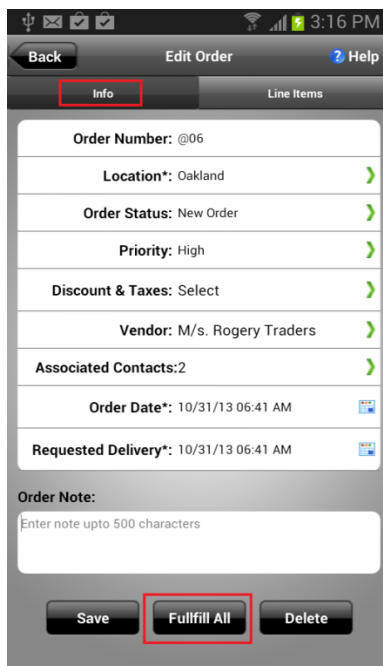 3:16 PM
Back Edit Order ? Help
Info Line Items
Order Number: @06
Location*: Oakland
Order Status: New Order
Priority: High
Discount & Taxes: Select
Vendor: M/s. Rogery Traders
Associated Contacts:2
Order Date*: 10/31/13 06:41 AM
Requested Delivery*: 10/31/13 06:41 AM
Order Note:
Enter note upto 500 characters
Save Fullfill All Delete